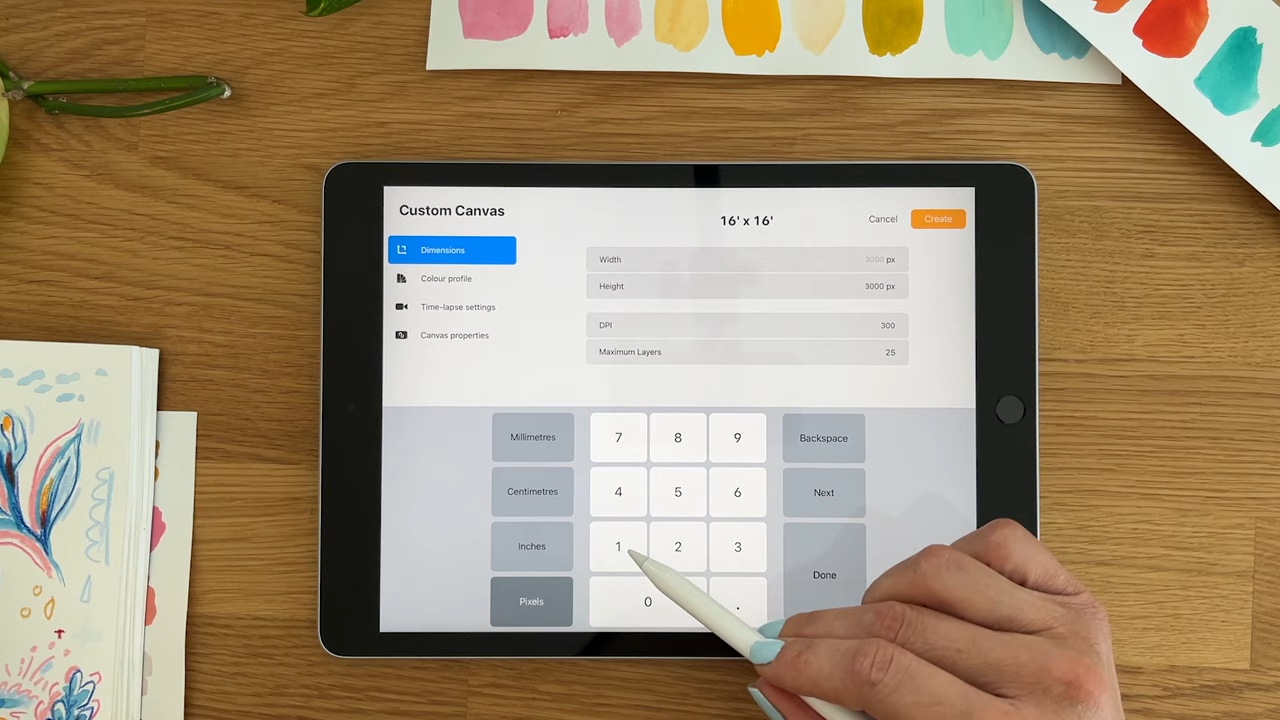 Custom Canvas
16' x 16'
Cancel
Create
Dimensions
Colour profile
Time-lapse settings
Canvas properties
Width 3000 px
Height 3000 px
DPI 300
Maximum Layers 25
Millimetres 7 8 9 Backspace
Centimetres 4 5 6 Next
Inches 1 2 3
Done
Pixels 0 .